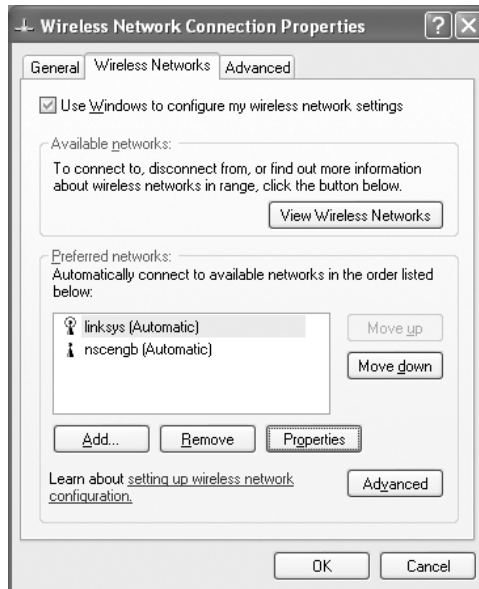 Wireless Network Connection Properties
General
Wireless Networks
Advanced
Use Windows to configure my wireless network settings
Available networks:
To connect to, disconnect from, or find out more information
about wireless networks in range, click the button below.
View Wireless Networks
Preferred networks:
Automatically connect to available networks in the order listed
below:
linksys (Automatic)
nscengb (Automatic)
Move up
Move down
Add...
Remove
Properties
Learn about setting up wireless network
configuration.
Advanced
OK
Cancel